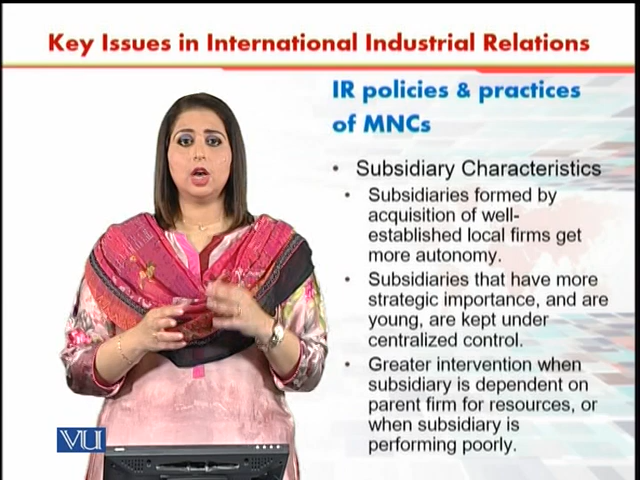 Key Issues in International Industrial Relations
IR policies & practices
of MNCs
• Subsidiary Characteristics
• Subsidiaries formed by
acquisition of well-
established local firms get
more autonomy.
• Subsidiaries that have more
strategic importance, and are
young, are kept under
centralized control.
• Greater intervention when
subsidiary is dependent on
parent firm for resources, or
when subsidiary is
performing poorly.
VU